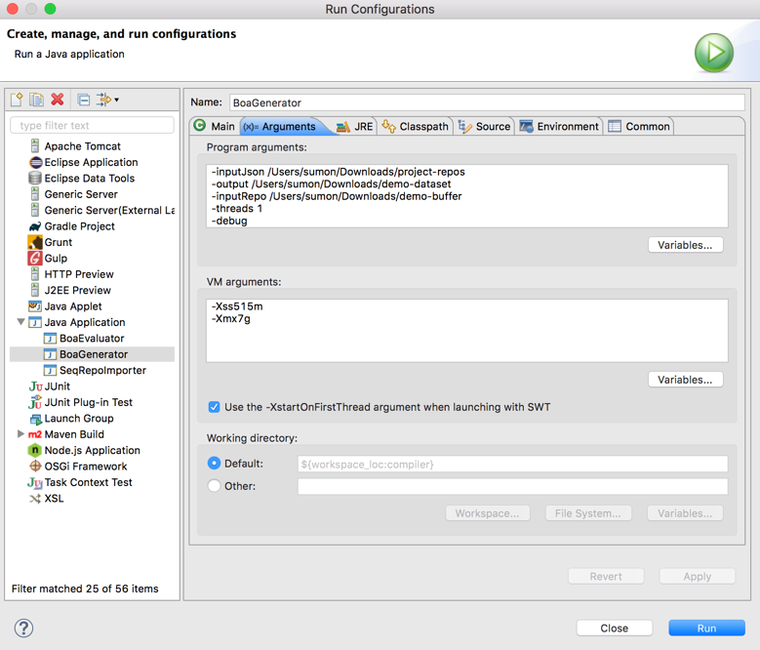 Run Configurations
Create, manage, and run configurations
Run a Java application
type filter text
Apache Tomcat
Eclipse Application
Eclipse Data Tools
Generic Server
Generic Server(External La
Gradle Project
Grunt
Gulp
HTTP Preview
J2EE Preview
Java Applet
Java Application
BoaEvaluator
BoaGenerator
SeqRepoImporter
JUnit
JUnit Plug-in Test
Launch Group
m2 Maven Build
Node.js Application
OSGi Framework
Task Context Test
XSL
Filter matched 25 of 56 items
Name: BoaGenerator
Main (x)= Arguments JRE Classpath Source Environment Common
Program arguments:
-inputJson /Users/sumon/Downloads/project-repos
-output /Users/sumon/Downloads/demo-dataset
-inputRepo /Users/sumon/Downloads/demo-buffer
-threads 1
-debug
Variables...
VM arguments:
-Xss515m
-Xmx7g
Variables...
Use the -XstartOnFirstThread argument when launching with SWT
Working directory:
Default: ${workspace_loc:compiler}
Other:
Workspace... File System... Variables...
Revert Apply
? Close Run